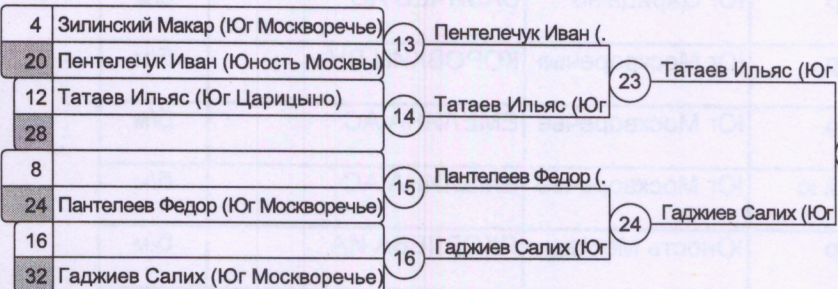 4 Зилинский Макар (Юг Москворечье)
13 Пентелечук Иван (.
20 Пентелечук Иван (Юность Москвы)
23 Татаев Ильяс (Юг
12 Татаев Ильяс (Юг Царицыно)
14 Татаев Ильяс (Юг
28
8
15 Пантелеев Федор (.
24 Пантелеев Федор (Юг Москворечье)
24 Гаджиев Салих (Юг
16
16 Гаджиев Салих (Юг
32 Гаджиев Салих (Юг Москворечье)